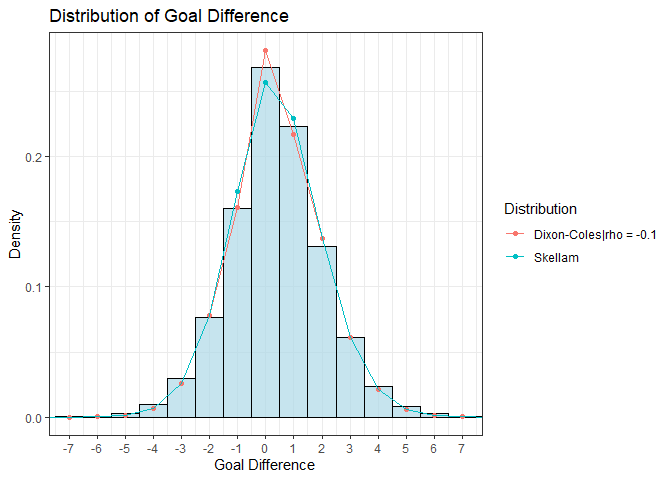 Distribution of Goal Difference
Density
0.2
0.1
0.0
-7 -6 -5 -4 -3 -2 -1 0 1 2 3 4 5 6 7
Goal Difference
Distribution
Dixon-Coles|rho = -0.1
Skellam